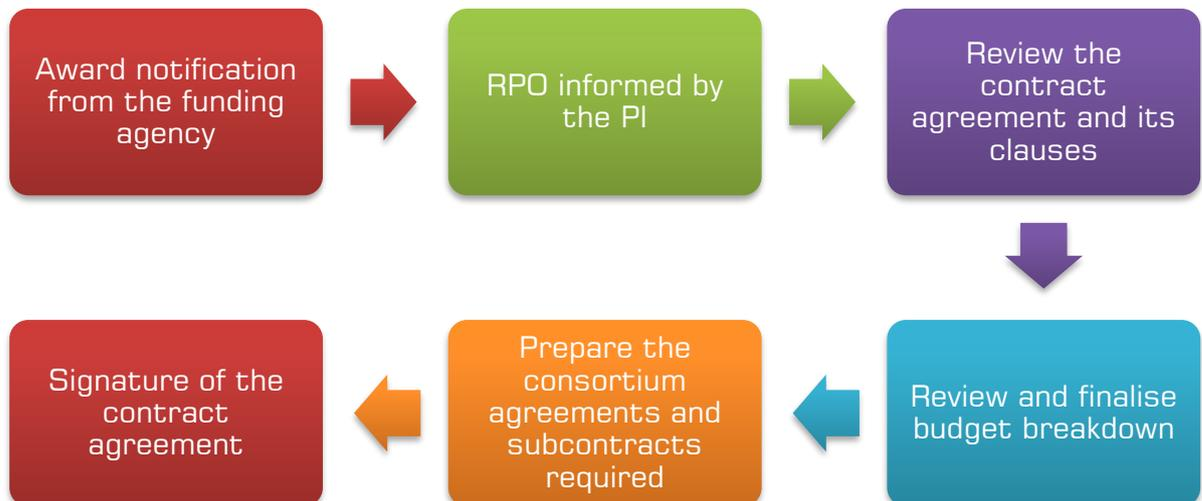 Award notification
from the funding
agency
RPO informed by
the PI
Review the
contract
agreement and its
clauses
Review and finalise
budget breakdown
Prepare the
consortium
agreements and
subcontracts
required
Signature of the
contract
agreement